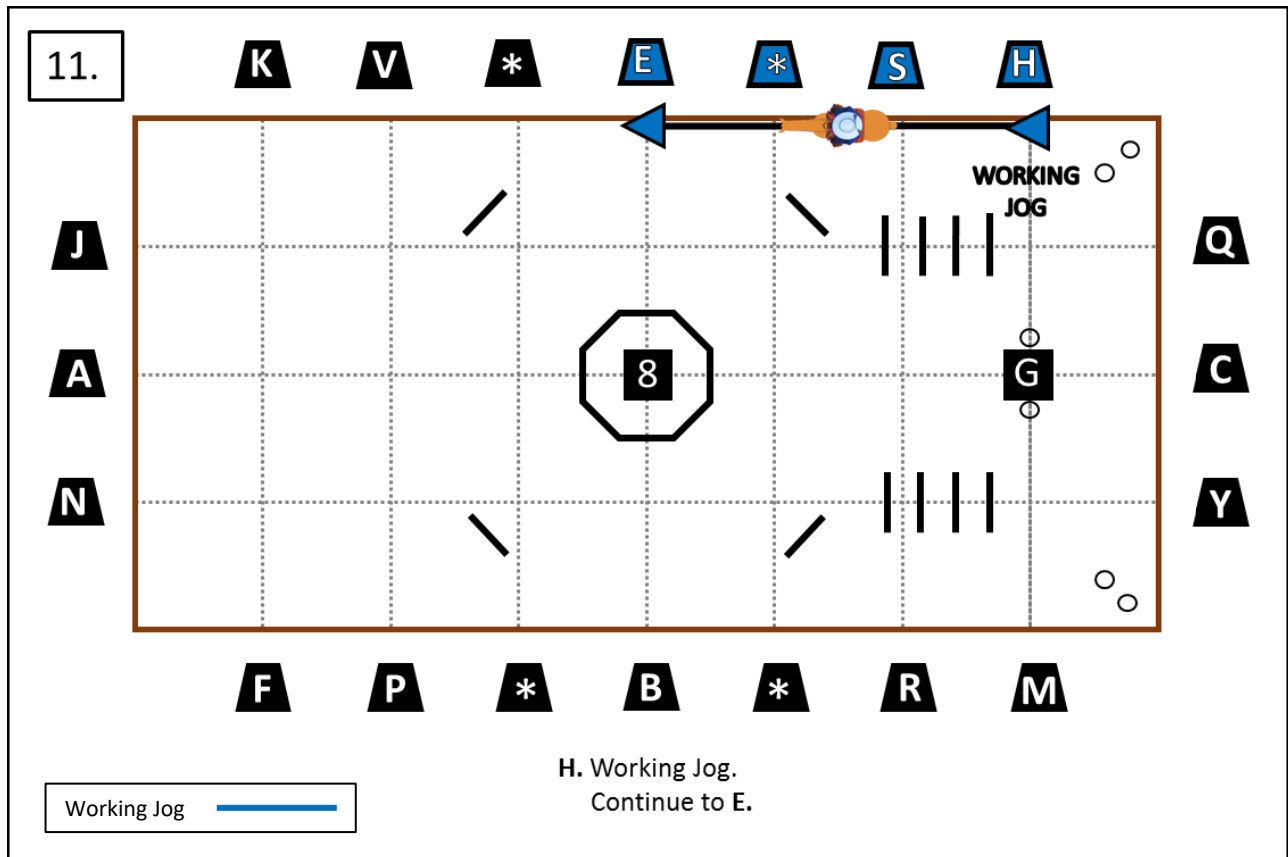 11.
K V * E * S H
WORKING
JOG
J Q
A 8 G C
N Y
F P * B * R M
H. Working Jog.
Continue to E.
Working Jog